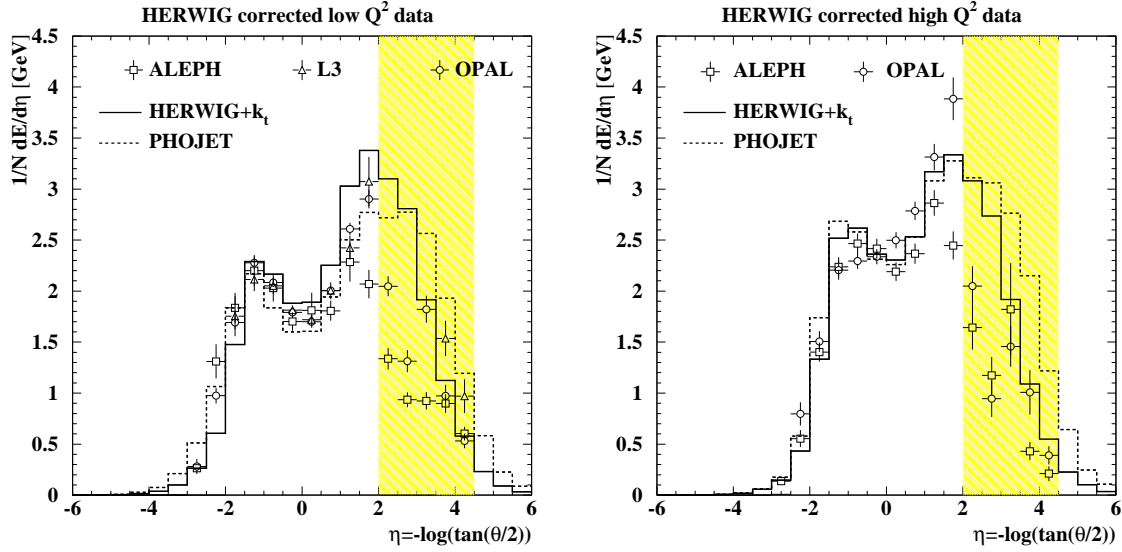 HERWIG corrected low Q² data
1/N dE/dη [GeV]
4.5
4
3.5
3
2.5
2
1.5
1
0.5
0
ALEPH L3 OPAL
HERWIG+kt
PHOJET
-6 -4 -2 0 2 4 6
η=-log(tan(θ/2))
HERWIG corrected high Q² data
1/N dE/dη [GeV]
4.5
4
3.5
3
2.5
2
1.5
1
0.5
0
ALEPH OPAL
HERWIG+kt
PHOJET
-6 -4 -2 0 2 4 6
η=-log(tan(θ/2))